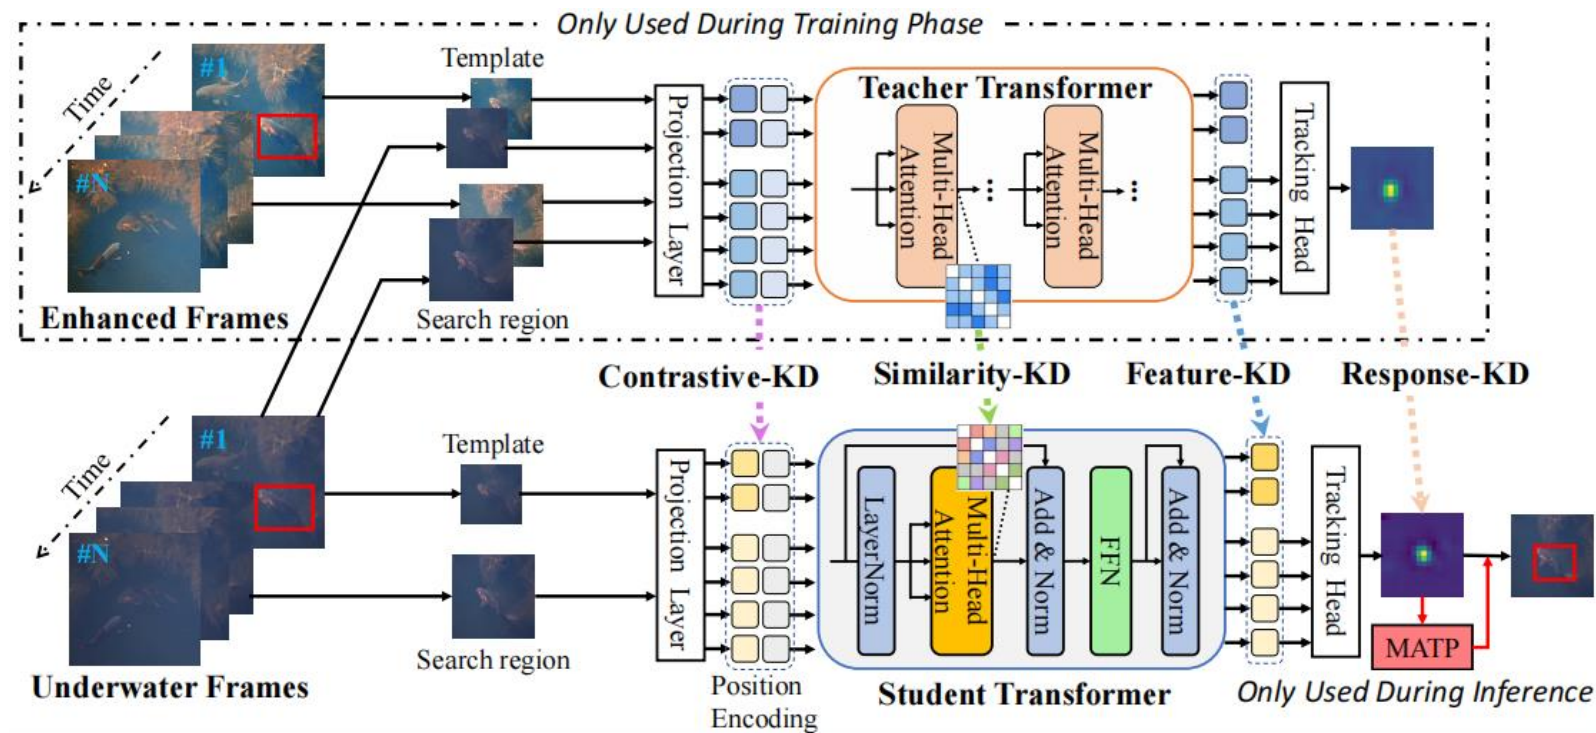 Only Used During Training Phase
Time
#1
#N
Enhanced Frames
Template
Search region
Projection Layer
Teacher Transformer
Multi-Head
Attention
...
Multi-Head
Attention
...
Tracking Head
Contrastive-KD
Similarity-KD
Feature-KD
Response-KD
Time
#1
#N
Underwater Frames
Template
Search region
Projection Layer
Position
Encoding
LayerNorm
Multi-Head
Attention
Add & Norm
FFN
Add & Norm
Student Transformer
Tracking Head
MATP
Only Used During Inference